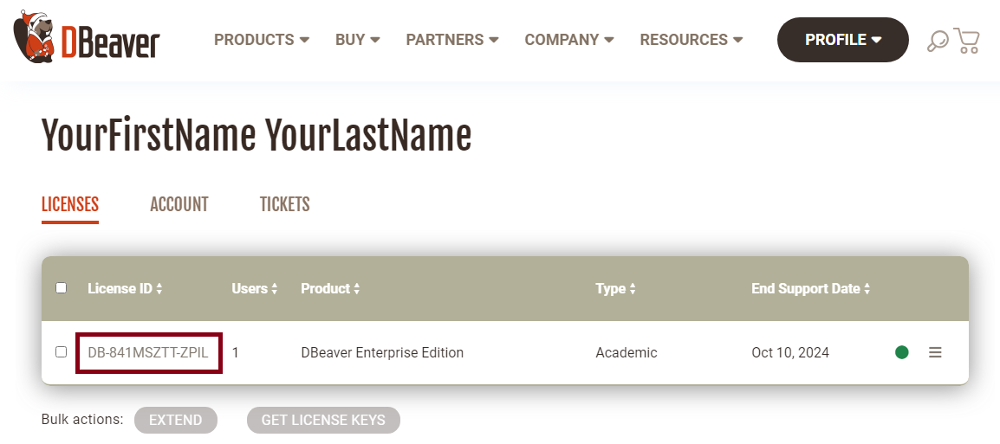 DBeaver PRODUCTS BUY PARTNERS COMPANY RESOURCES PROFILE
YourFirstName YourLastName
LICENSES ACCOUNT TICKETS
License ID Users Product Type End Support Date
DB-841MSZTT-ZPIL 1 DBeaver Enterprise Edition Academic Oct 10, 2024
Bulk actions: EXTEND GET LICENSE KEYS